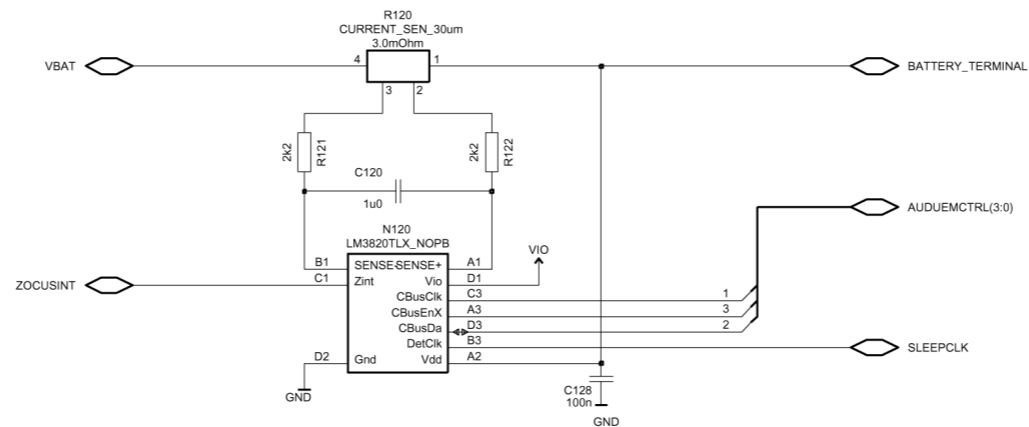 R120
CURRENT_SEN_30um
3.0mOhm
VBAT
4
1
BATTERY_TERMINAL
3
2
2k2
R121
2k2
R122
C120
1u0
AUDUEMCTRL(3:0)
N120
LM3820TLX_NOPB
VIO
B1
SENSE-
SENSE+
A1
ZOCUSINT
C1
Zint
Vio
D1
CBusClk
C3
1
CBusEnX
A3
3
CBusDa
D3
2
DetClk
B3
SLEEPCLK
D2
Gnd
Vdd
A2
GND
C128
100n
GND